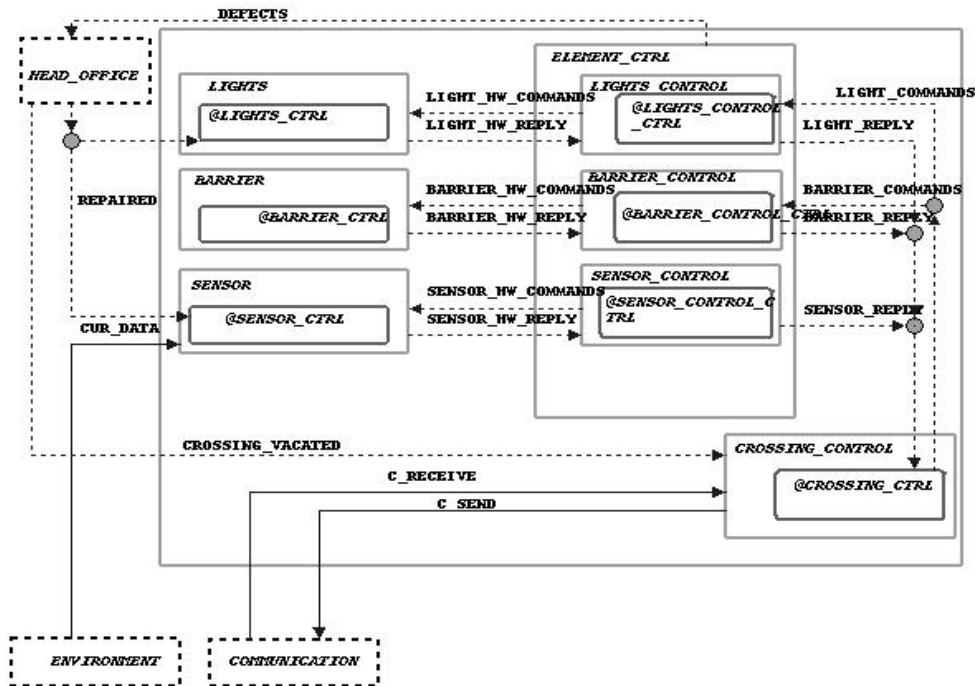 DEFECTS
HEAD_OFFICE
ELEMENT_CTRL
LIGHTS
LIGHTS_CONTROL
LIGHT_COMMANDS
LIGHT_HW_COMMANDS
@LIGHTS_CTRL
@LIGHTS_CONTROL
_CTRL
LIGHT_HW_REPLY
LIGHT_REPLY
BARRIER
BARRIER_CONTROL
BARRIER_HW_COMMANDS
BARRIER_COMMANDS
REPAIRED
@BARRIER_CTRL
@BARRIER_CONTROL_CTRL
BARRIER_HW_REPLY
BARRIER_REPLY
SENSOR
SENSOR_CONTROL
SENSOR_HW_COMMANDS
@SENSOR_CTRL
@SENSOR_CONTROL_C
TRL
SENSOR_HW_REPLY
SENSOR_REPLY
CUR_DATA
CROSSING_VACATED
CROSSING_CONTROL
C_RECEIVE
@CROSSING_CTRL
C_SEND
ENVIRONMENT
COMMUNICATION